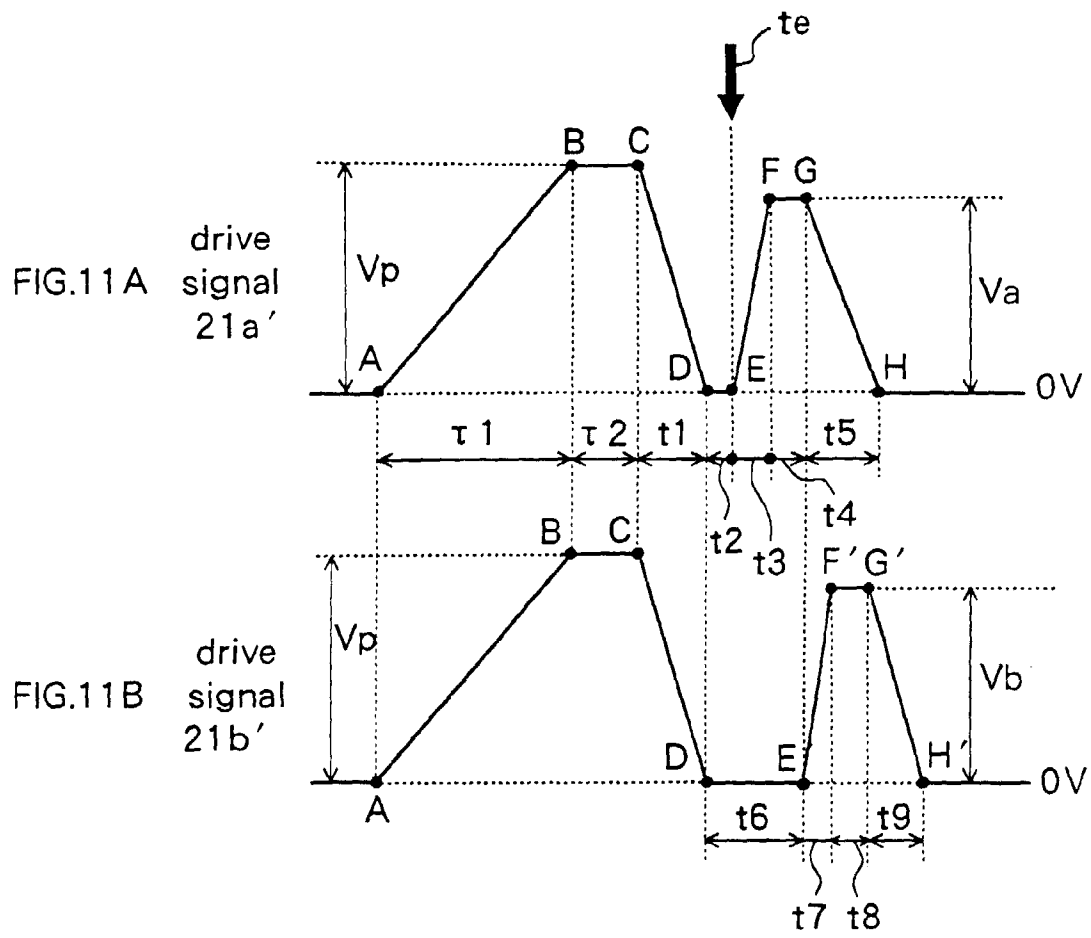 te
B C
F G
drive
FIG.11A signal
21a′
Vp
Va
A
D E
H
0V
τ1 τ2 t1 t5
t2 t3 t4
B C
F′ G′
Vp
drive
FIG.11B signal
21b′
Vb
D E
H′
0V
A
t6 t9
t7 t8